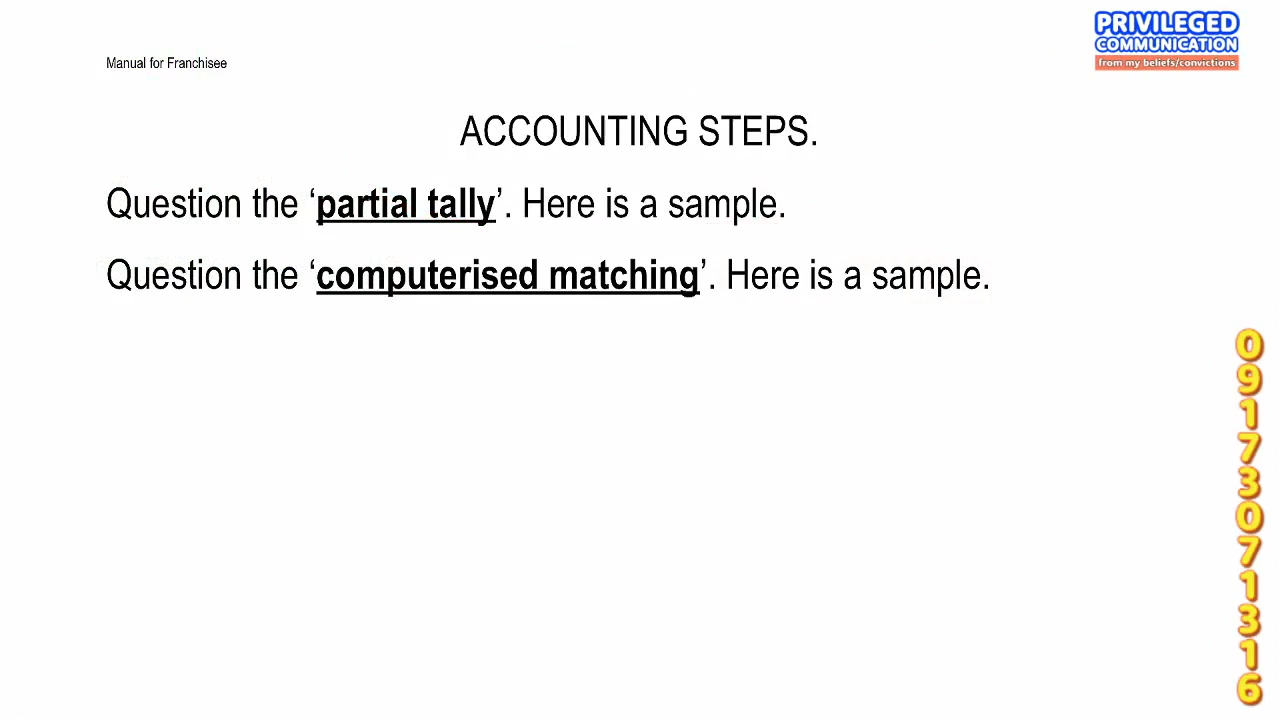 PRIVILEGED
COMMUNICATION
from my beliefs/convictions
Manual for Franchisee
ACCOUNTING STEPS.
Question the ‘partial tally’. Here is a sample.
Question the ‘computerised matching’. Here is a sample.
09173071316